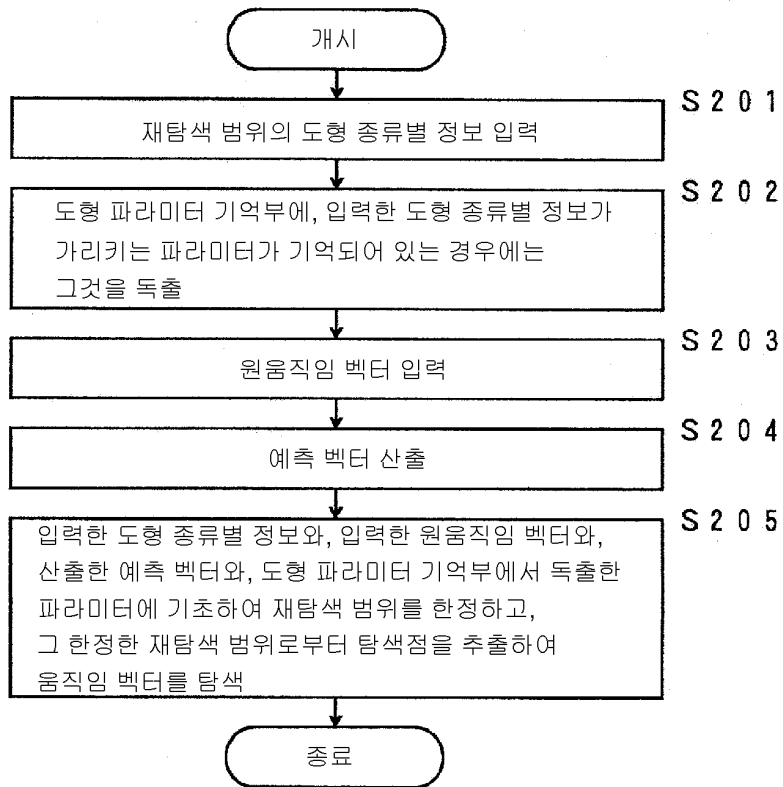 개시
S201
재탐색 범위의 도형 종류별 정보 입력
S202
도형 파라미터 기억부에, 입력한 도형 종류별 정보가
가리키는 파라미터가 기억되어 있는 경우에는
그것을 독출
S203
원움직임 벡터 입력
S204
예측 벡터 산출
S205
입력한 도형 종류별 정보와, 입력한 원움직임 벡터와,
산출한 예측 벡터와, 도형 파라미터 기억부에서 독출한
파라미터에 기초하여 재탐색 범위를 한정하고,
그 한정한 재탐색 범위로부터 탐색점을 추출하여
움직임 벡터를 탐색
종료